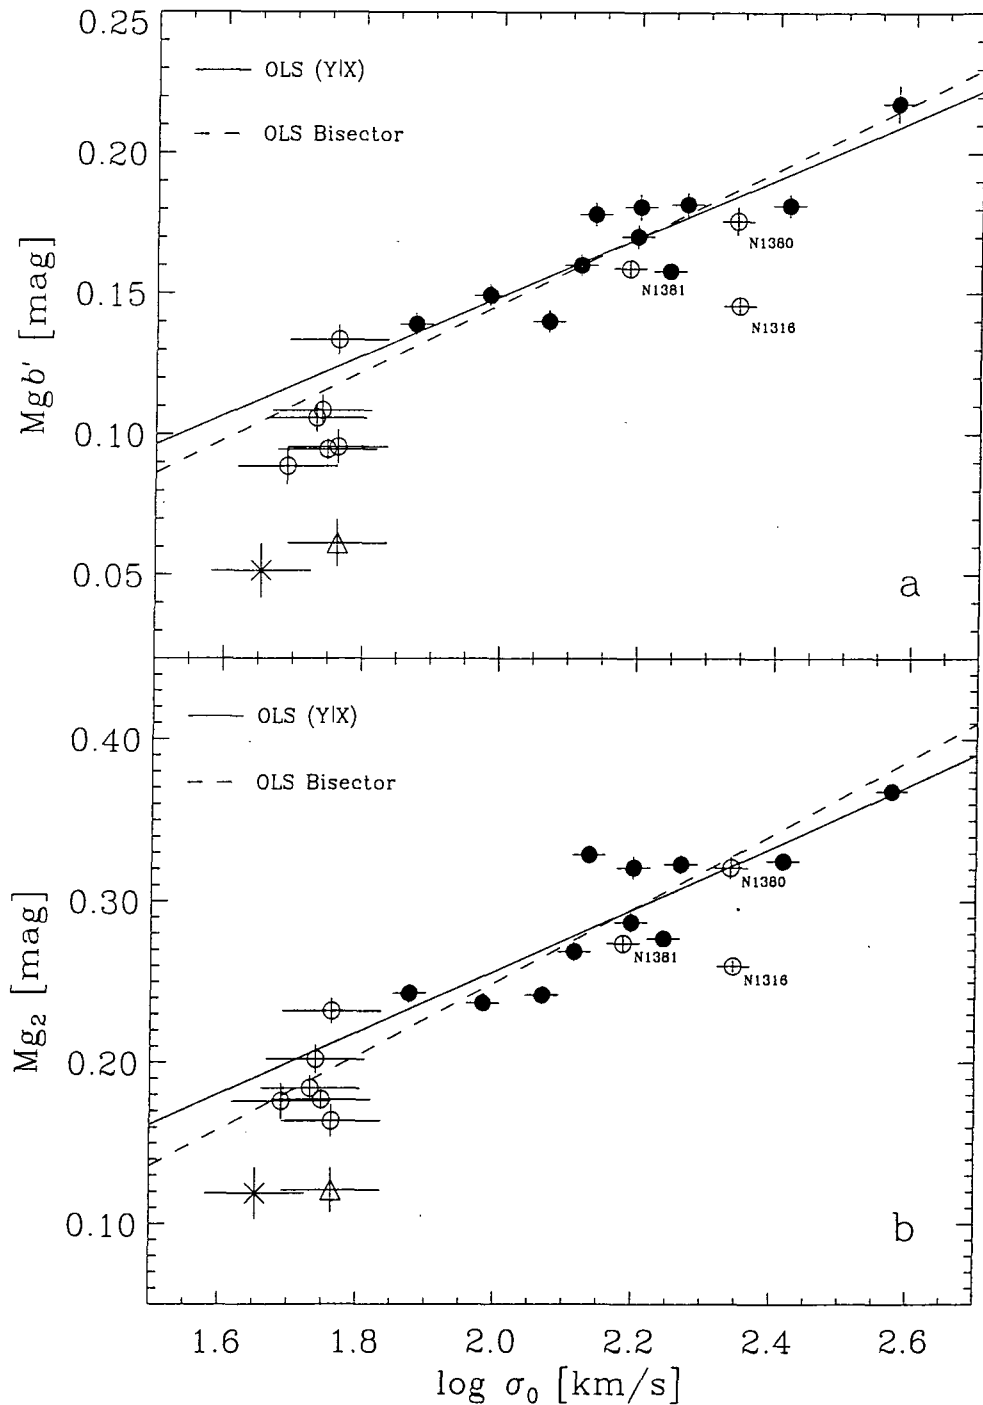 0.25
OLS (Y|X)
OLS Bisector
0.20
N1380
N1381
0.15
N1316
Mgb′ [mag]
0.10
0.05
a
OLS (Y|X)
0.40
OLS Bisector
N1380
0.30
N1381
N1316
Mg₂ [mag]
0.20
0.10
b
1.6 1.8 2.0 2.2 2.4 2.6
log σ₀ [km/s]